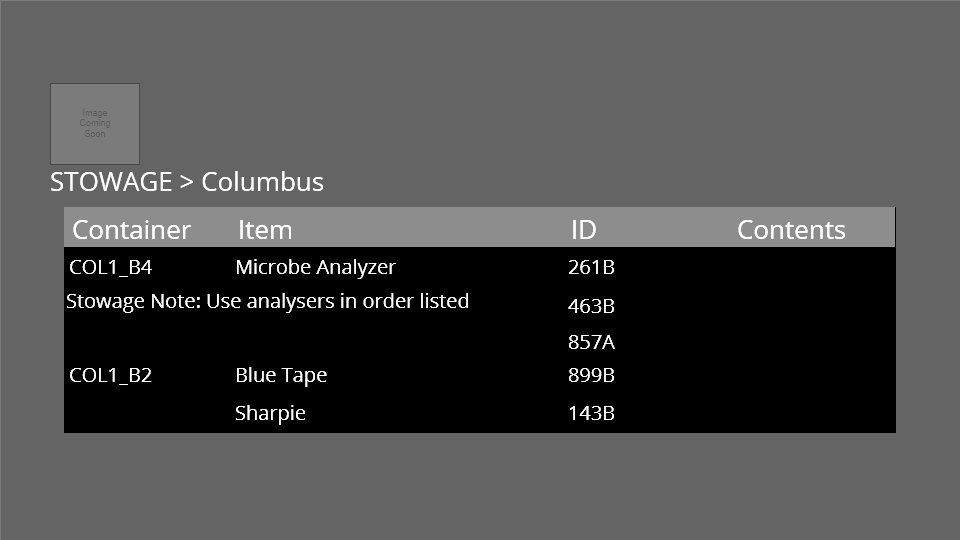 Image
Coming
Soon
STOWAGE > Columbus
Container Item ID Contents
COL1_B4 Microbe Analyzer 261B
Stowage Note: Use analysers in order listed 463B
857A
COL1_B2 Blue Tape 899B
Sharpie 143B